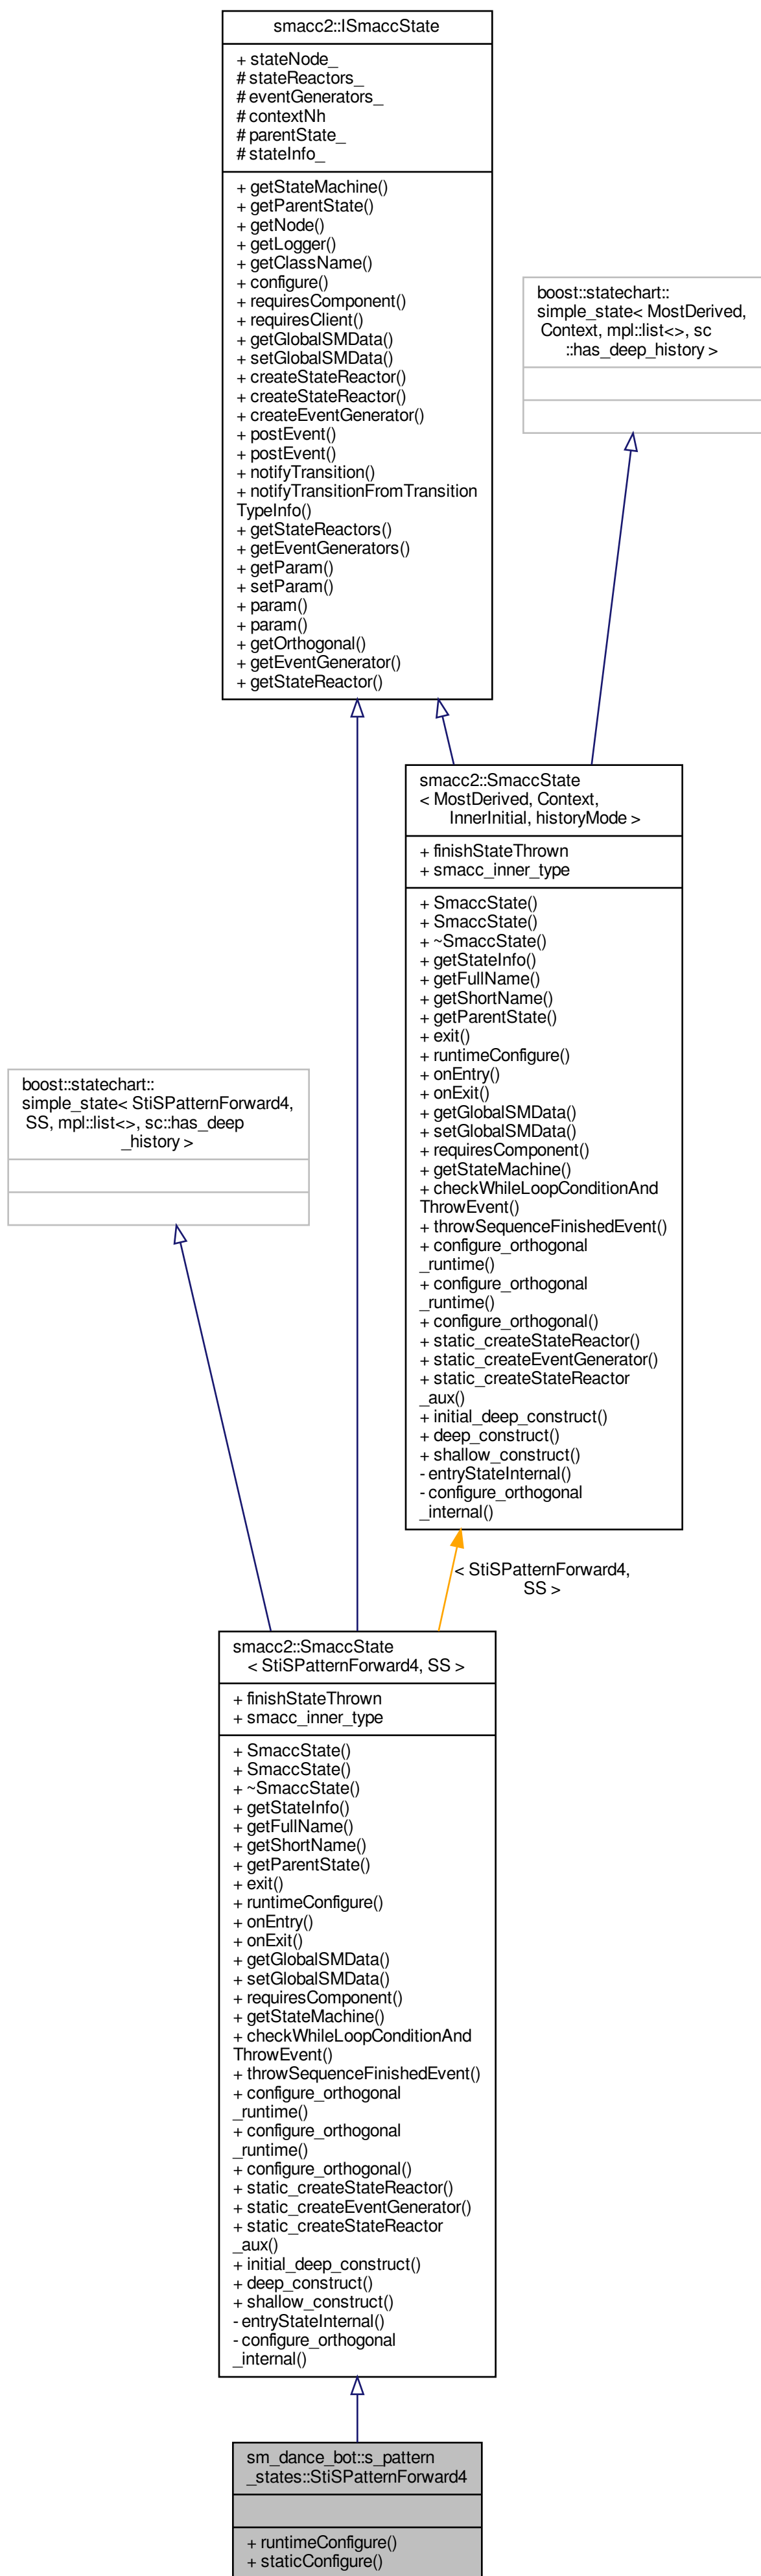 smacc2::ISmaccState
+ stateNode_
# stateReactors_
# eventGenerators_
# contextNh
# parentState_
# stateInfo_
+ getStateMachine()
+ getParentState()
+ getNode()
+ getLogger()
+ getClassName()
+ configure()
+ requiresComponent()
+ requiresClient()
+ getGlobalSMData()
+ setGlobalSMData()
+ createStateReactor()
+ createStateReactor()
+ createEventGenerator()
+ postEvent()
+ postEvent()
+ notifyTransition()
+ notifyTransitionFromTransition
TypeInfo()
+ getStateReactors()
+ getEventGenerators()
+ getParam()
+ setParam()
+ param()
+ param()
+ getOrthogonal()
+ getEventGenerator()
+ getStateReactor()
boost::statechart::
simple_state< MostDerived,
Context, mpl::list<>, sc
::has_deep_history >
smacc2::SmaccState
< MostDerived, Context,
InnerInitial, historyMode >
+ finishStateThrown
+ smacc_inner_type
+ SmaccState()
+ SmaccState()
+ ~SmaccState()
+ getStateInfo()
+ getFullName()
+ getShortName()
+ getParentState()
+ exit()
+ runtimeConfigure()
+ onEntry()
+ onExit()
+ getGlobalSMData()
+ setGlobalSMData()
+ requiresComponent()
+ getStateMachine()
+ checkWhileLoopConditionAnd
ThrowEvent()
+ throwSequenceFinishedEvent()
+ configure_orthogonal
_runtime()
+ configure_orthogonal
_runtime()
+ configure_orthogonal()
+ static_createStateReactor()
+ static_createEventGenerator()
+ static_createStateReactor
_aux()
+ initial_deep_construct()
+ deep_construct()
+ shallow_construct()
- entryStateInternal()
- configure_orthogonal
_internal()
boost::statechart::
simple_state< StiSPatternForward4,
SS, mpl::list<>, sc::has_deep
_history >
< StiSPatternForward4,
SS >
smacc2::SmaccState
< StiSPatternForward4, SS >
+ finishStateThrown
+ smacc_inner_type
+ SmaccState()
+ SmaccState()
+ ~SmaccState()
+ getStateInfo()
+ getFullName()
+ getShortName()
+ getParentState()
+ exit()
+ runtimeConfigure()
+ onEntry()
+ onExit()
+ getGlobalSMData()
+ setGlobalSMData()
+ requiresComponent()
+ getStateMachine()
+ checkWhileLoopConditionAnd
ThrowEvent()
+ throwSequenceFinishedEvent()
+ configure_orthogonal
_runtime()
+ configure_orthogonal
_runtime()
+ configure_orthogonal()
+ static_createStateReactor()
+ static_createEventGenerator()
+ static_createStateReactor
_aux()
+ initial_deep_construct()
+ deep_construct()
+ shallow_construct()
- entryStateInternal()
- configure_orthogonal
_internal()
sm_dance_bot::s_pattern
_states::StiSPatternForward4
+ runtimeConfigure()
+ staticConfigure()